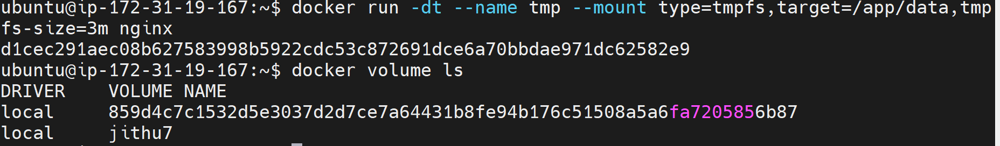 ubuntu@ip-172-31-19-167:~$ docker run -dt --name tmp --mount type=tmpfs,target=/app/data,tmp
fs-size=3m nginx
d1cec291aec08b627583998b5922cdc53c872691dce6a70bbdae971dc62582e9
ubuntu@ip-172-31-19-167:~$ docker volume ls
DRIVER    VOLUME NAME
local     859d4c7c1532d5e3037d2d7ce7a64431b8fe94b176c51508a5a6fa7205856b87
local     jithu7